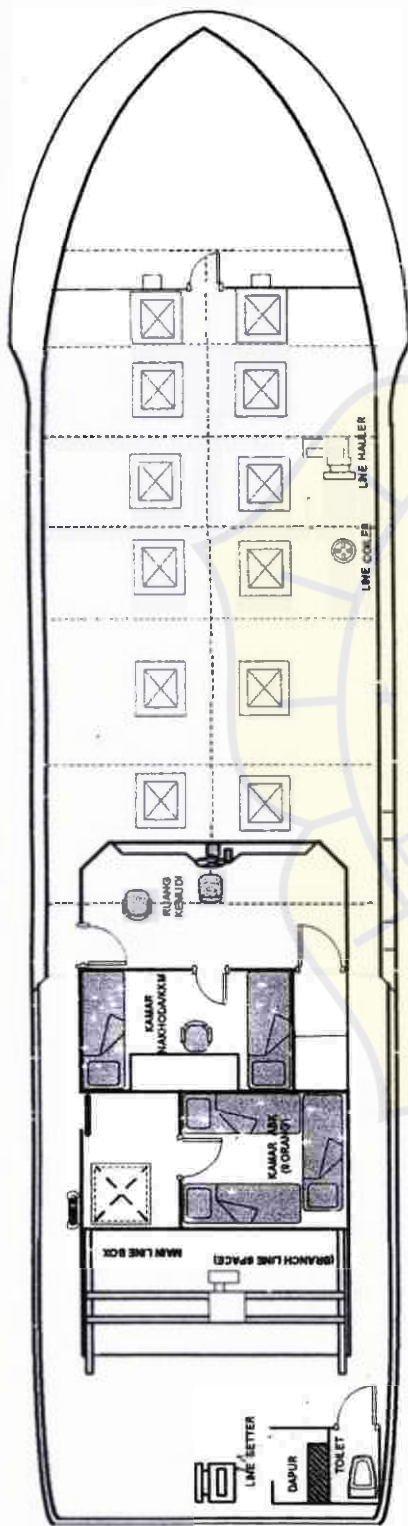 LINE HAULER
LINE COILER
RUANG
KEMUDI
KAMAR
NAKHODA/KKM
KAMAR ABK
(8 ORANG)
MAIN LINE BOX
(BRANCH LINE SPACE)
LINE SETTER
DAPUR
TOILET